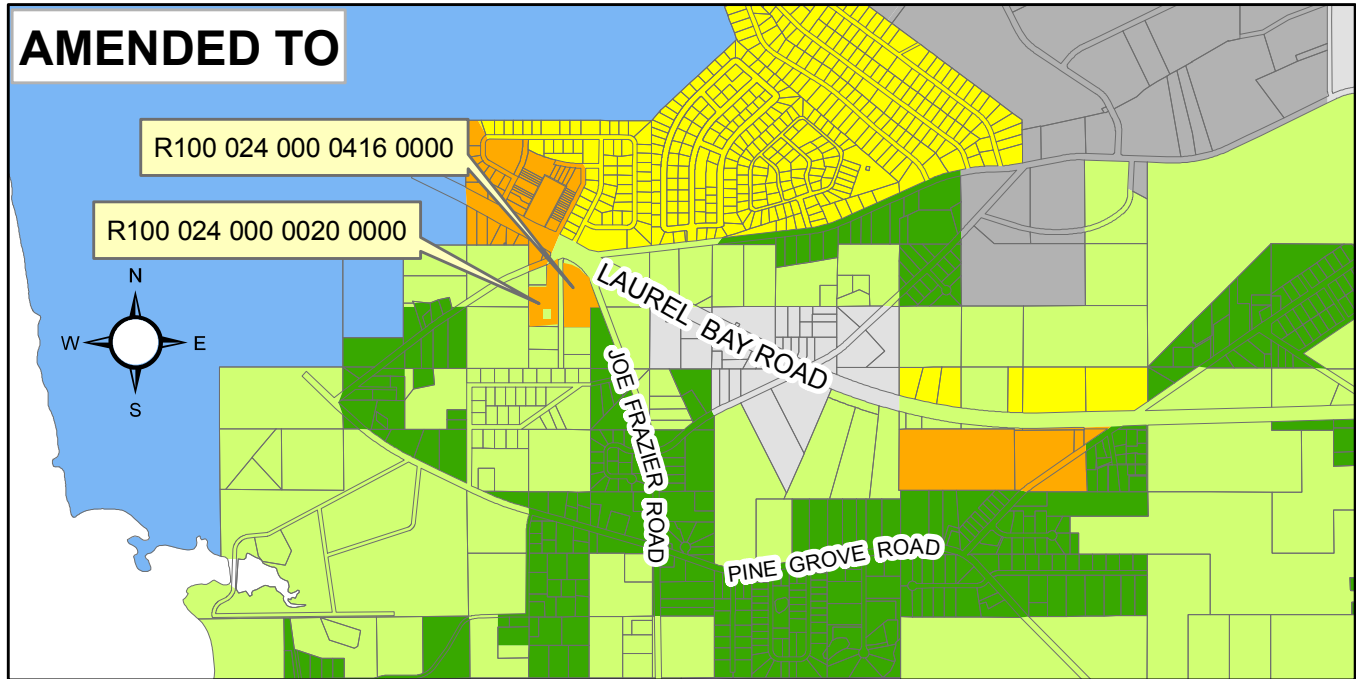 AMENDED TO
R100 024 000 0416 0000
R100 024 000 0020 0000
N
W E
S
LAUREL BAY ROAD
JOE FRAZIER ROAD
PINE GROVE ROAD